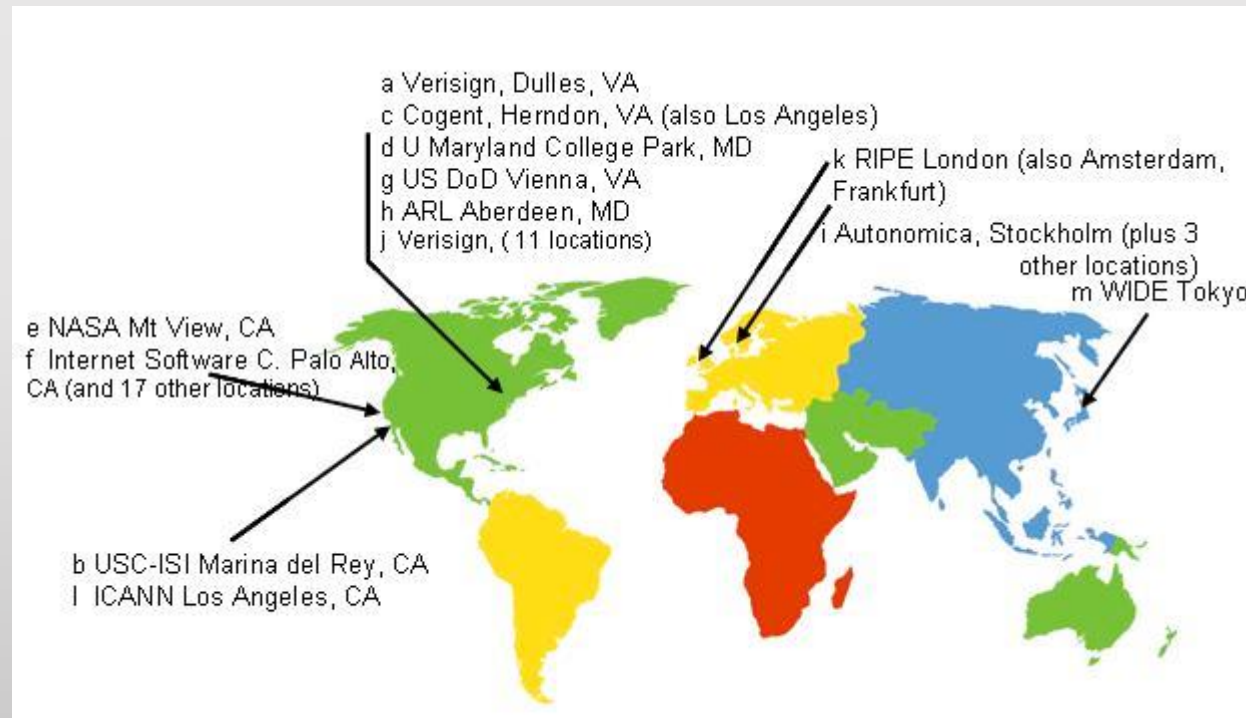 a Verisign, Dulles, VA
c Cogent, Herndon, VA (also Los Angeles)
d U Maryland College Park, MD
g US DoD Vienna, VA
h ARL Aberdeen, MD
j Verisign, ( 11 locations)
k RIPE London (also Amsterdam,
Frankfurt)
i Autonomica, Stockholm (plus 3
other locations)
m WIDE Tokyo
e NASA Mt View, CA
f Internet Software C. Palo Alto,
CA (and 17 other locations)
b USC-ISI Marina del Rey, CA
l ICANN Los Angeles, CA